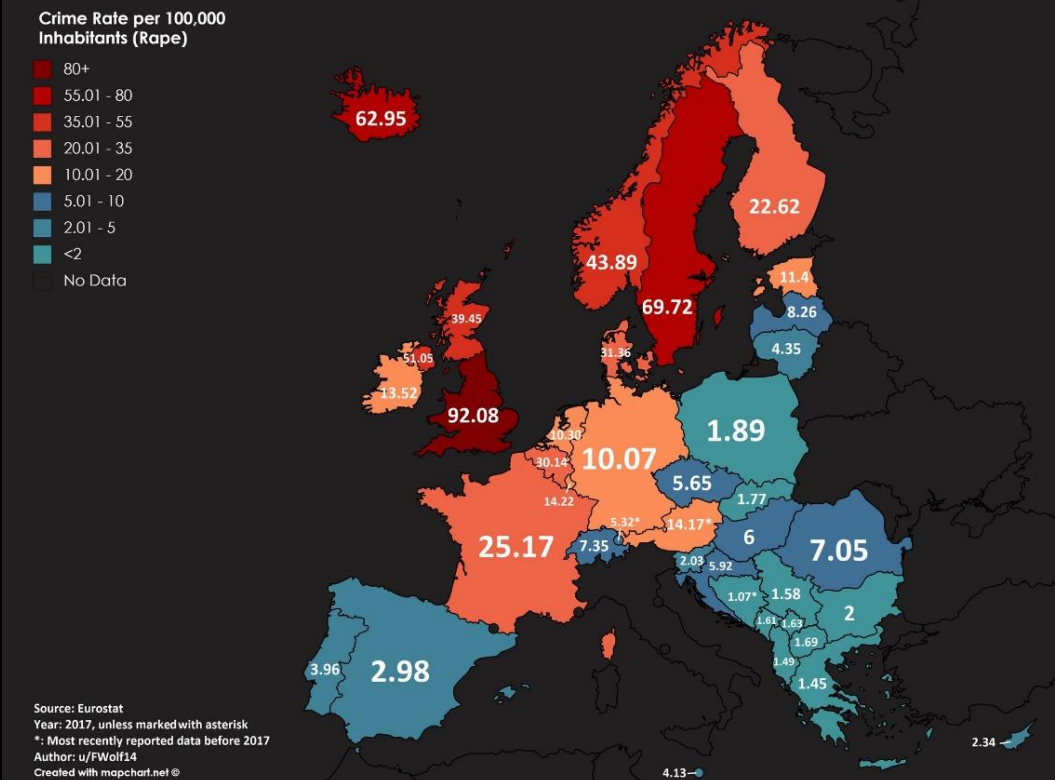 Crime Rate per 100,000
Inhabitants (Rape)
80+
55.01 - 80
35.01 - 55
20.01 - 35
10.01 - 20
5.01 - 10
2.01 - 5
<2
No Data
62.95
22.62
43.89
69.72
11.4
8.26
4.35
39.45
31.36
51.05
13.52
92.08
10.30
10.07
1.89
30.14
14.22
5.65
1.77
25.17
5.32*
14.17*
7.35
6
7.05
2.03
5.92
1.07*
1.58
2
1.61
1.63
1.69
1.49
1.45
3.96
2.98
2.34
4.13
Source: Eurostat
Year: 2017, unless marked with asterisk
*: Most recently reported data before 2017
Author: u/FWolf14
Created with mapchart.net ©